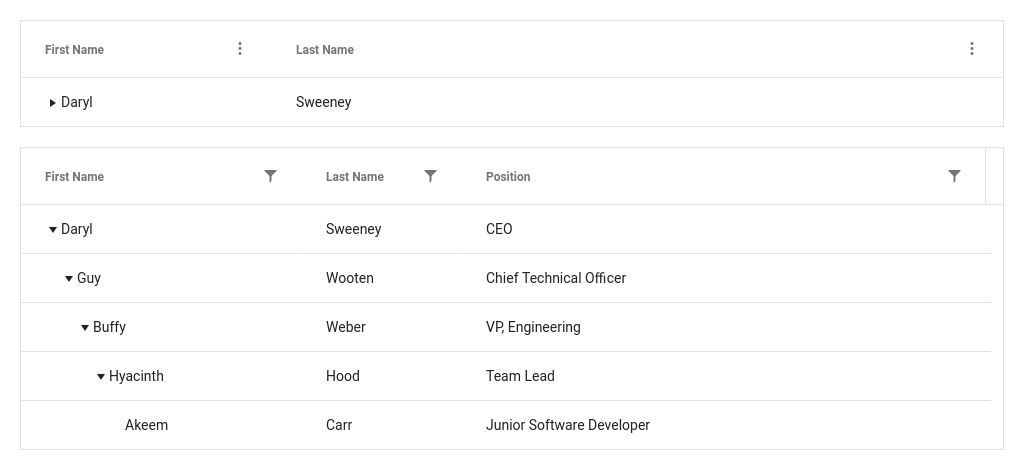 First Name Last Name
Daryl Sweeney
First Name Last Name Position
Daryl Sweeney CEO
Guy Wooten Chief Technical Officer
Buffy Weber VP, Engineering
Hyacinth Hood Team Lead
Akeem Carr Junior Software Developer